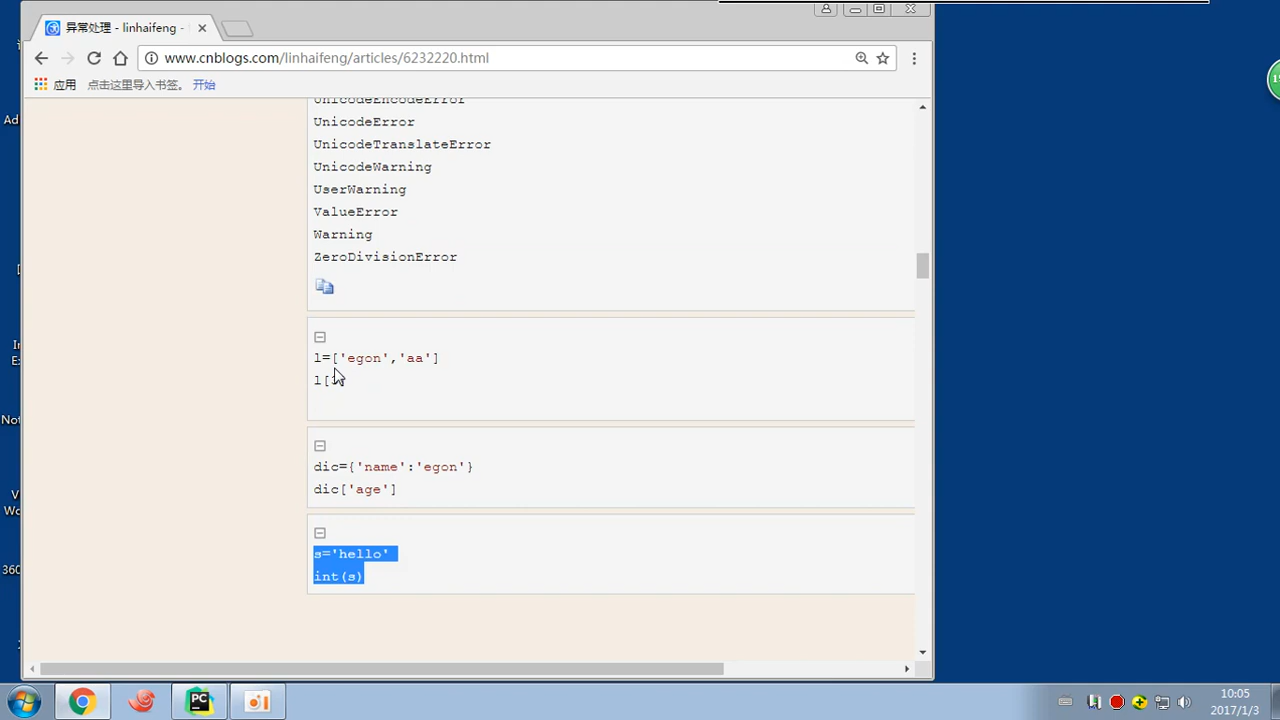 异常处理 - linhaifeng -
www.cnblogs.com/linhaifeng/articles/6232220.html
应用 点击这里导入书签。 开始
UnicodeEncodeError
UnicodeError
UnicodeTranslateError
UnicodeWarning
UserWarning
ValueError
Warning
ZeroDivisionError
l=['egon','aa']
dic={'name':'egon'}
dic['age']
s='hello'
int(s)
10:05
2017/1/3